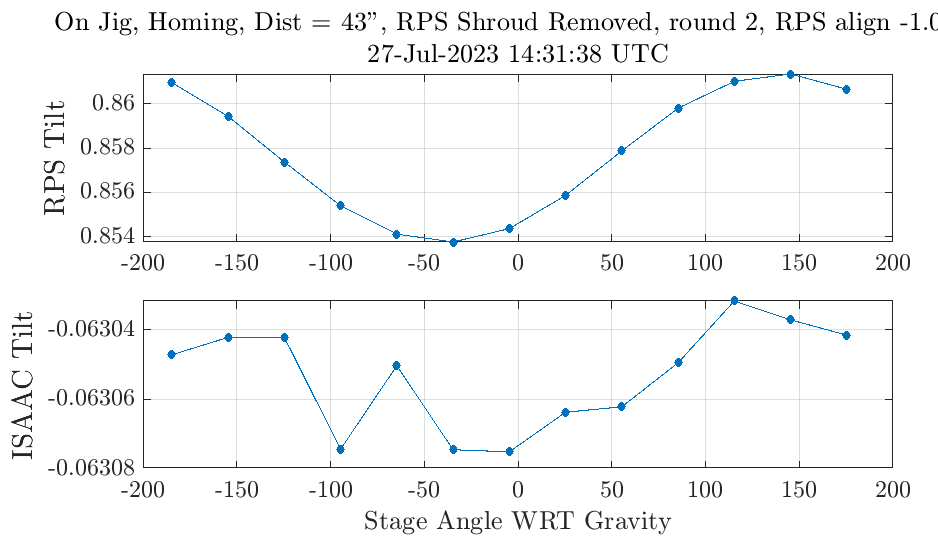 On Jig, Homing, Dist = 43”, RPS Shroud Removed, round 2, RPS align -1.0
27-Jul-2023 14:31:38 UTC
RPS Tilt
0.86
0.858
0.856
0.854
-200 -150 -100 -50 0 50 100 150 200
ISAAC Tilt
-0.06304
-0.06306
-0.06308
-200 -150 -100 -50 0 50 100 150 200
Stage Angle WRT Gravity